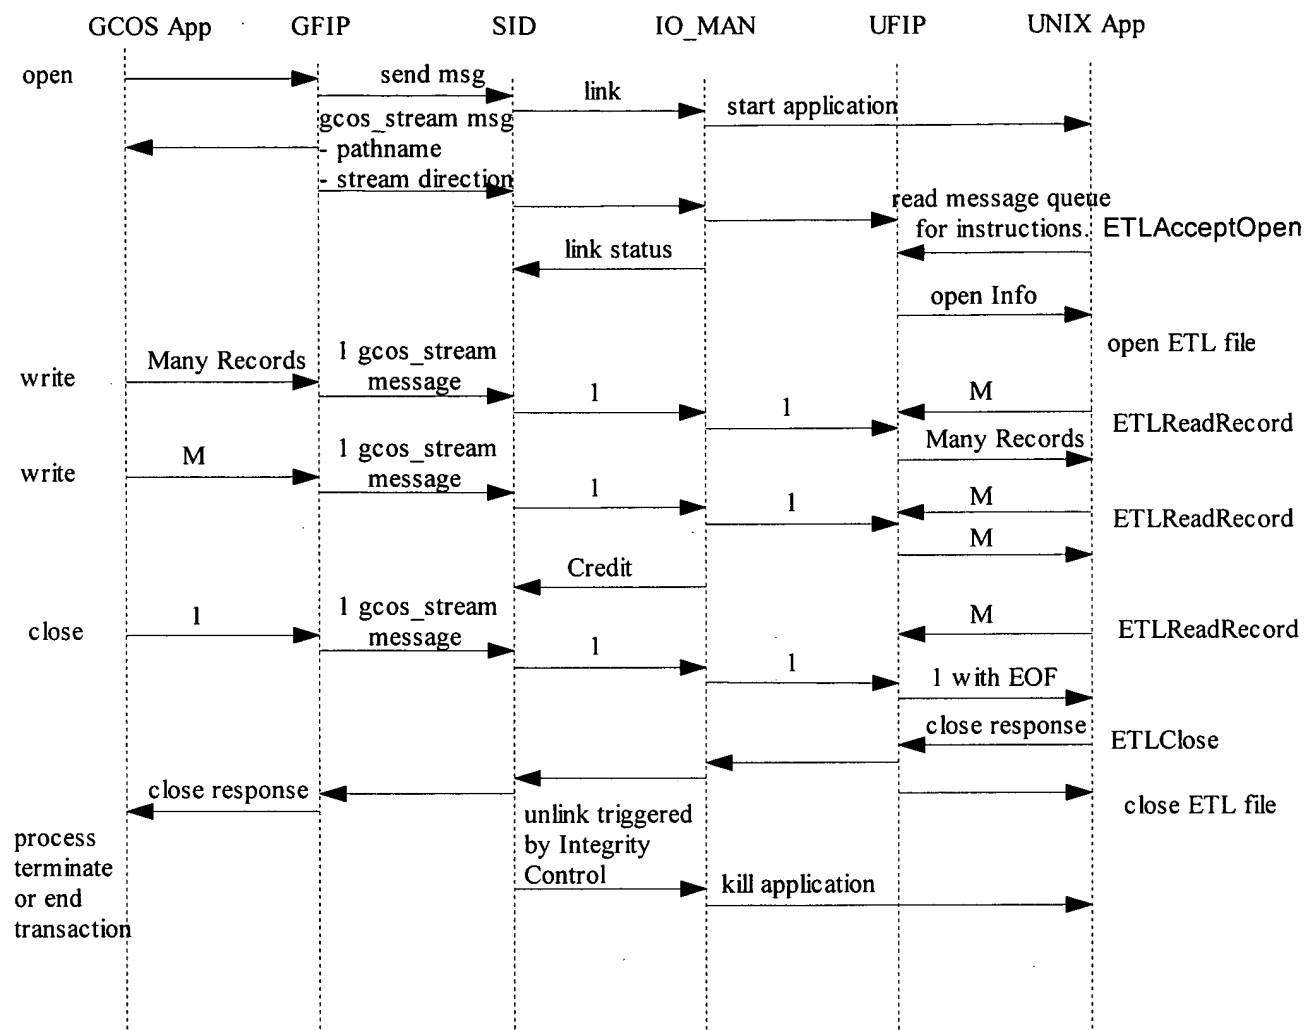 GCOS App GFIP SID IO_MAN UFIP UNIX App
open
send msg
link
start application
gcos_stream msg
- pathname
- stream direction
read message queue
for instructions.
ETLAcceptOpen
link status
open Info
open ETL file
write
Many Records
1 gcos_stream
message
1
1
M
ETLReadRecord
Many Records
write
M
1 gcos_stream
message
1
1
M
ETLReadRecord
M
Credit
close
1
1 gcos_stream
message
1
1
M
ETLReadRecord
1 with EOF
close response
ETLClose
close response
close ETL file
unlink triggered
by Integrity
Control
kill application
process
terminate
or end
transaction